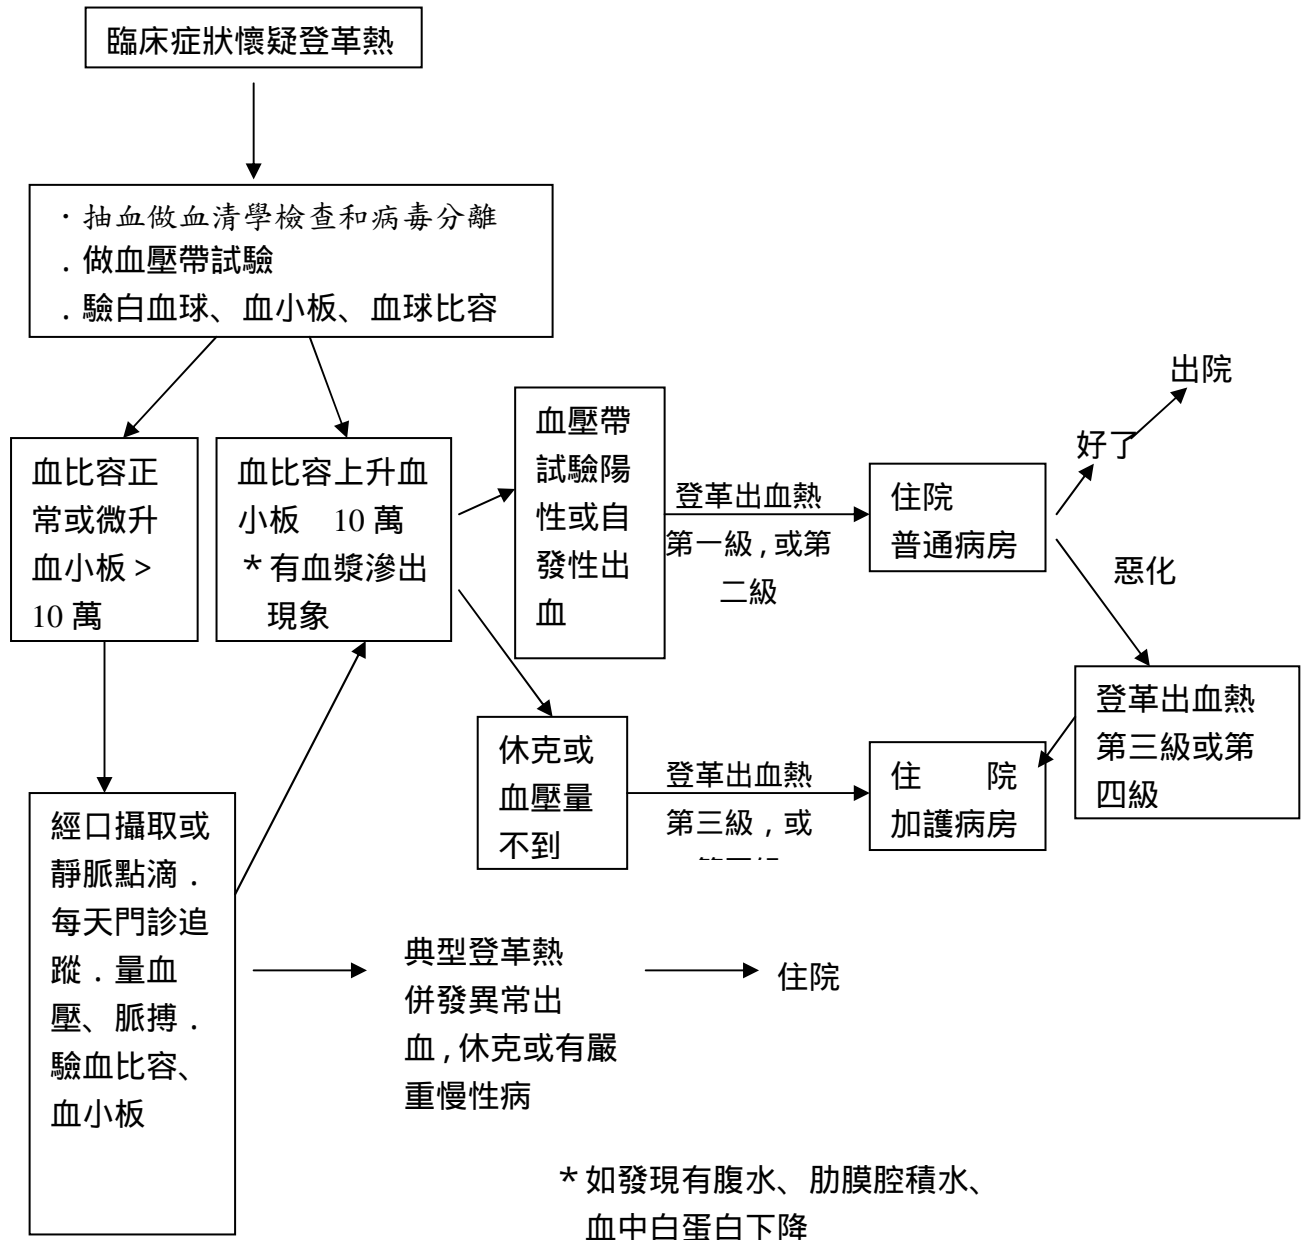 臨床症狀懷疑登革熱
·抽血做血清學檢查和病毒分離
．做血壓帶試驗
．驗白血球、血小板、血球比容
血比容正
常或微升
血小板 >
10 萬
血比容上升血
小板 10 萬
*有血漿滲出
現象
血壓帶
試驗陽
性或自
發性出
血
登革出血熱
第一級 , 或第
二級
住院
普通病房
好了
出院
惡化
登革出血熱
第三級或第
四級
休克或
血壓量
不到
登革出血熱
第三級 , 或
住 院
加護病房
經口攝取或
靜脈點滴．
每天門診追
蹤．量血
壓、脈搏．
驗血比容、
血小板
典型登革熱
併發異常出
血 , 休克或有嚴
重慢性病
住院
*如發現有腹水、肋膜腔積水、
血中白蛋白下降